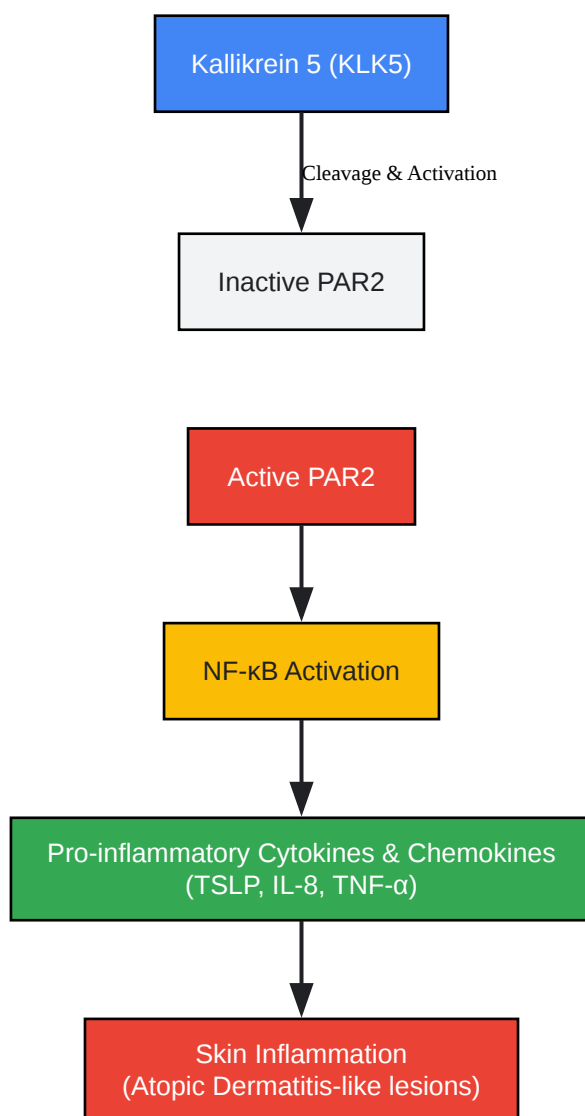 Kallikrein 5 (KLK5)
Cleavage & Activation
Inactive PAR2
Active PAR2
NF-κB Activation
Pro-inflammatory Cytokines & Chemokines
(TSLP, IL-8, TNF-α)
Skin Inflammation
(Atopic Dermatitis-like lesions)